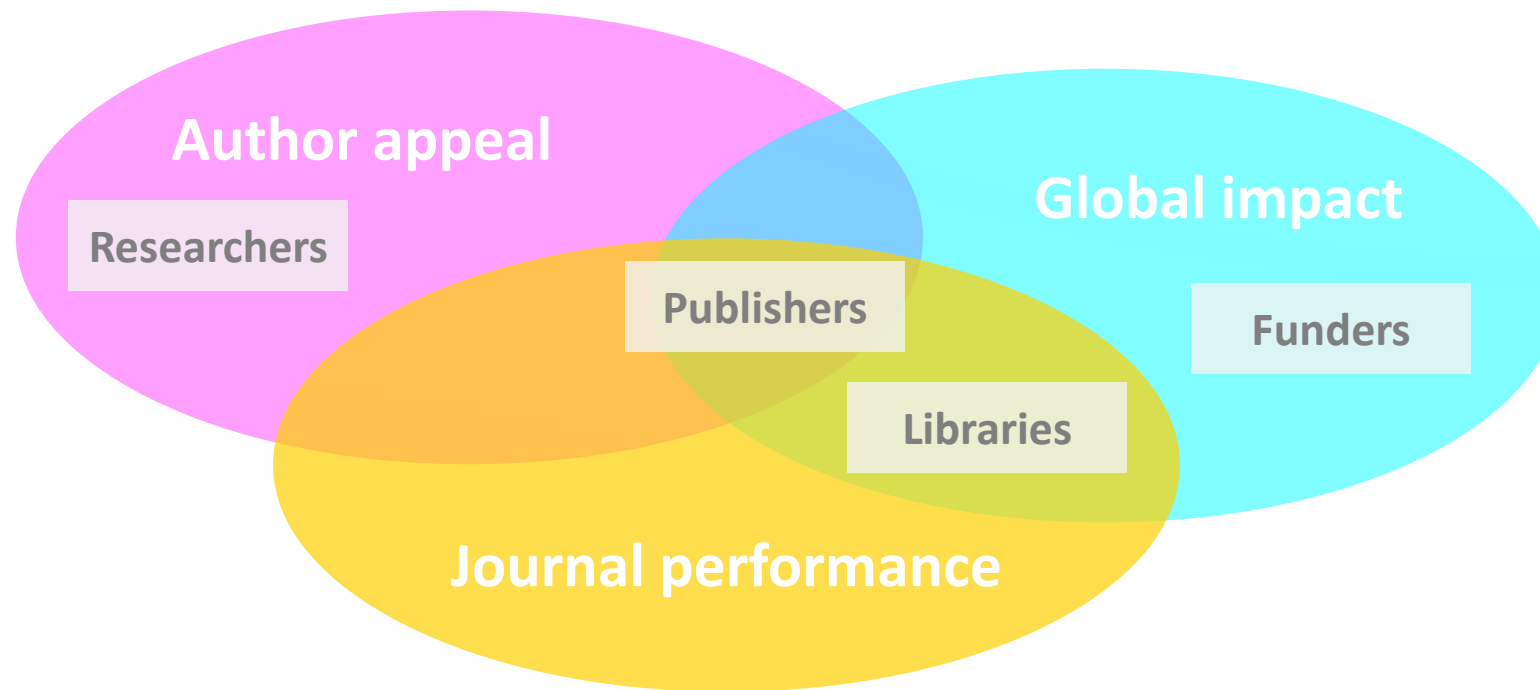 Author appeal
Global impact
Researchers
Publishers
Funders
Libraries
Journal performance